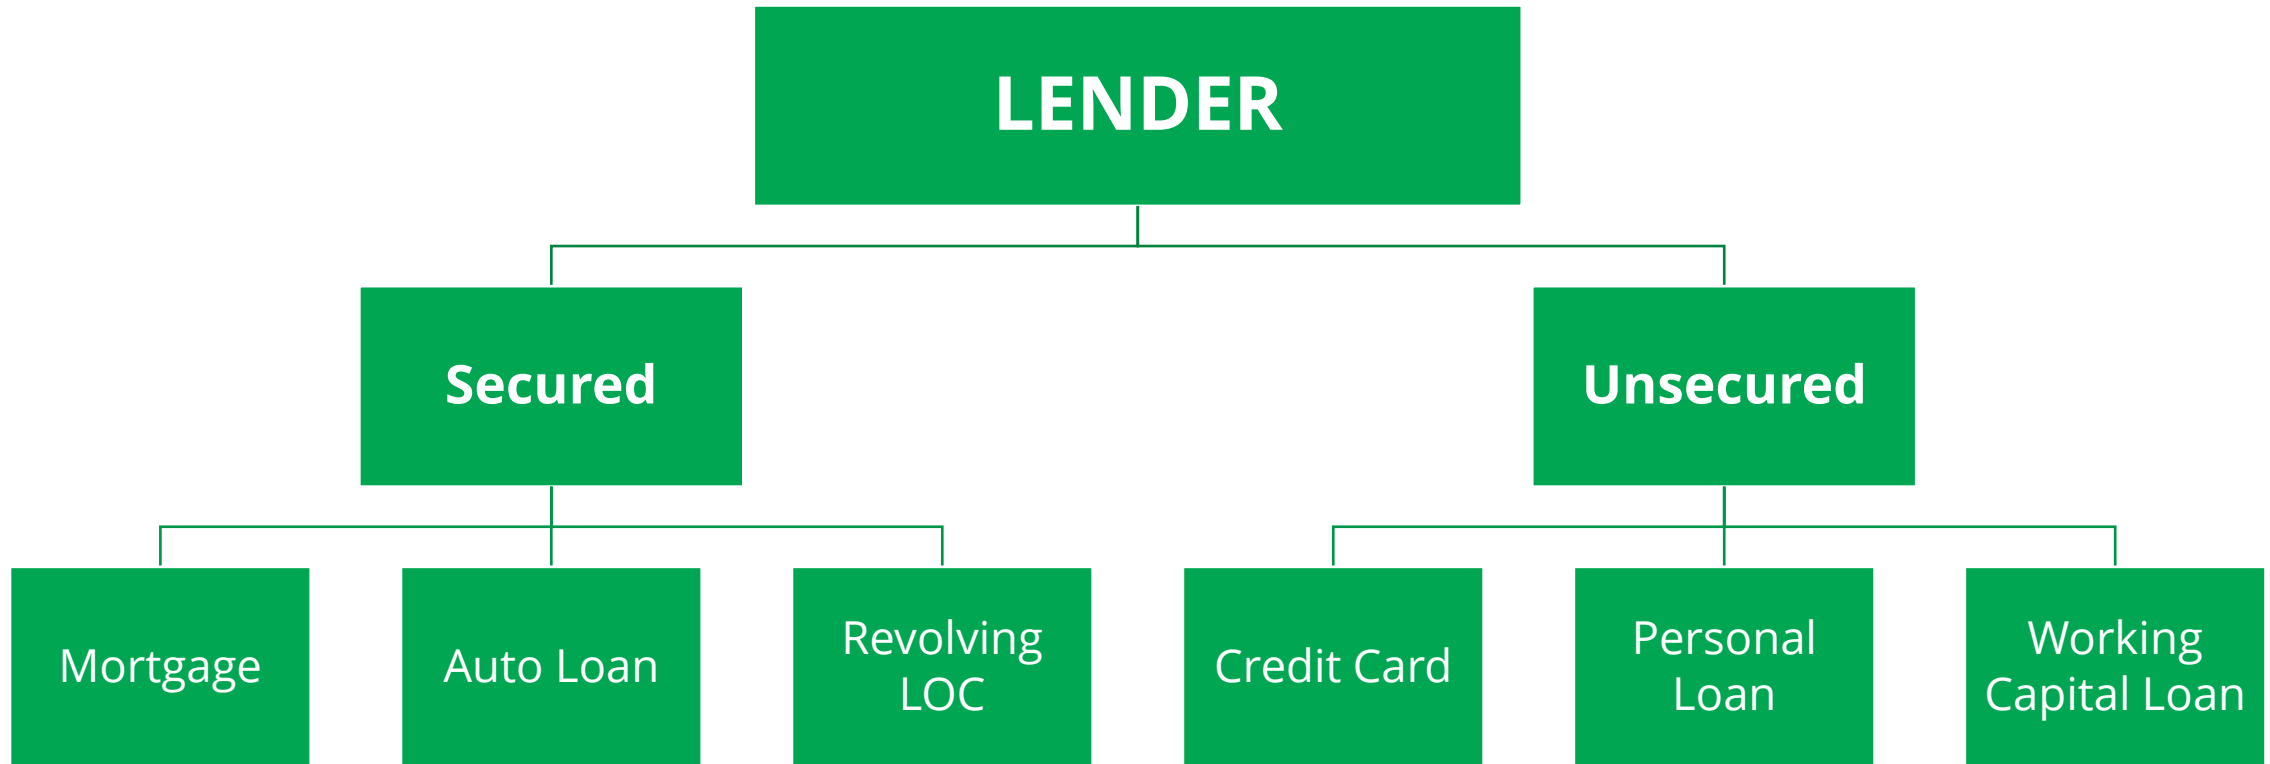 LENDER
Secured
Unsecured
Mortgage
Auto Loan
Revolving
LOC
Credit Card
Personal
Loan
Working
Capital Loan